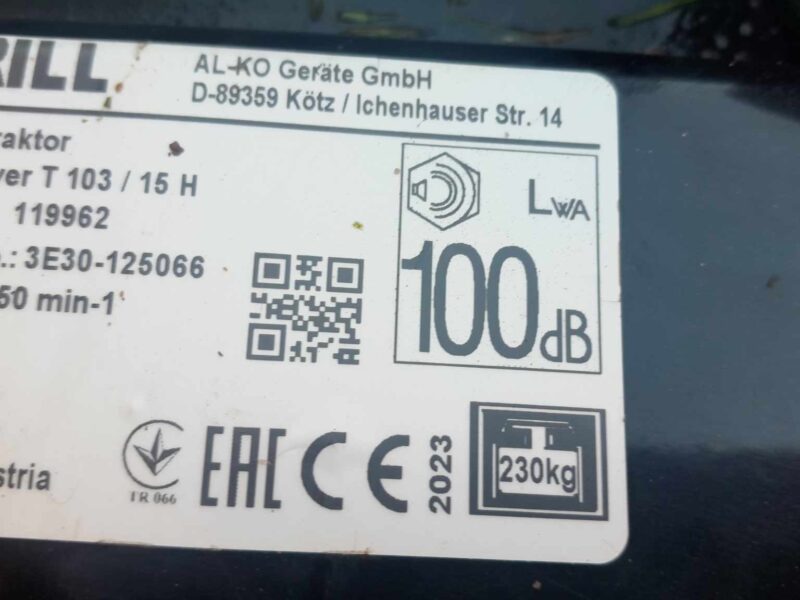 RILL
AL-KO Geräte GmbH
D-89359 Kötz / Ichenhauser Str. 14
raktor
ver T 103 / 15 H
119962
.: 3E30-125066
50 min-1
LWA
100dB
stria
TR 066
EAC CE
2023
230kg